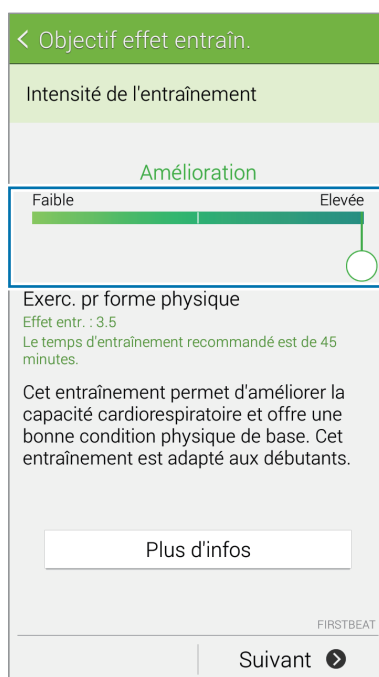 Objectif effet entraîn.
Intensité de l'entraînement
Amélioration
Faible Elevée
Exerc. pr forme physique
Effet entr. : 3.5
Le temps d'entraînement recommandé est de 45
minutes.
Cet entraînement permet d'améliorer la
capacité cardiorespiratoire et offre une
bonne condition physique de base. Cet
entraînement est adapté aux débutants.
Plus d'infos
FIRSTBEAT
Suivant